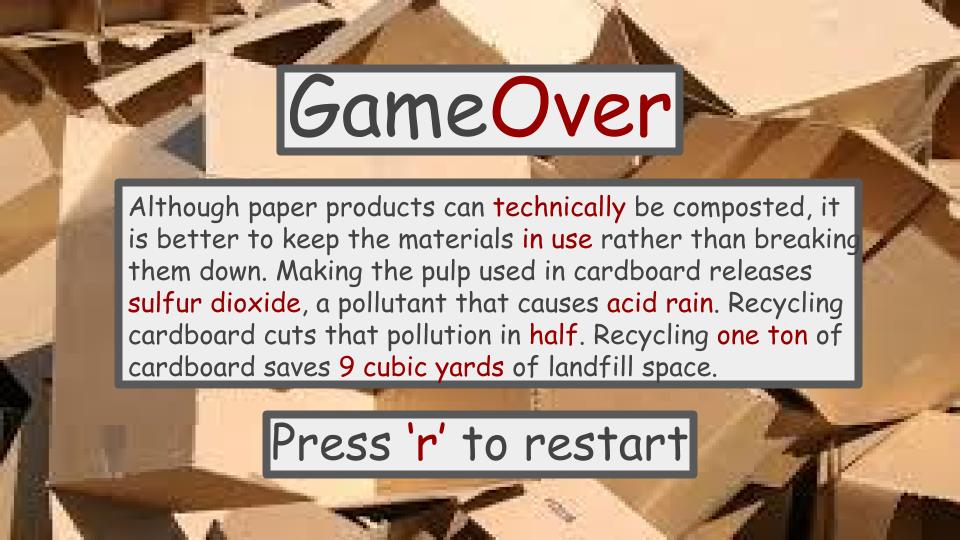 GameOver
Although paper products can technically be composted, it
is better to keep the materials in use rather than breaking
them down. Making the pulp used in cardboard releases
sulfur dioxide, a pollutant that causes acid rain. Recycling
cardboard cuts that pollution in half. Recycling one ton of
cardboard saves 9 cubic yards of landfill space.
Press ‘r’ to restart